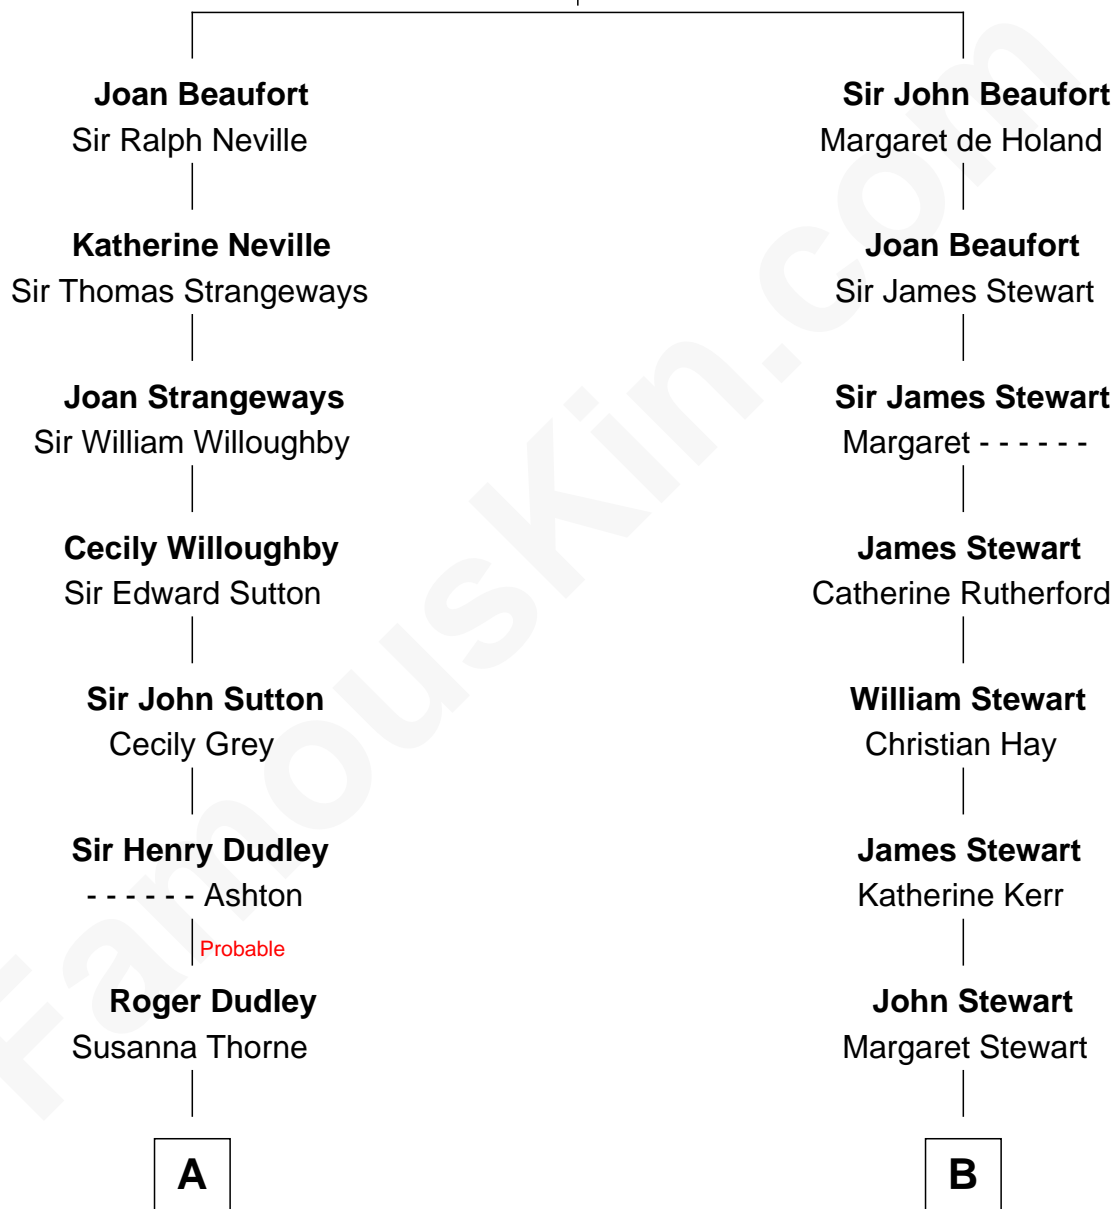 Joan Beaufort
Sir Ralph Neville
Katherine Neville
Sir Thomas Strangeways
Joan Strangeways
Sir William Willoughby
Cecily Willoughby
Sir Edward Sutton
Sir John Sutton
Cecily Grey
Sir Henry Dudley
- - - - - - Ashton
Probable
Roger Dudley
Susanna Thorne
A
Sir John Beaufort
Margaret de Holand
Joan Beaufort
Sir James Stewart
Sir James Stewart
Margaret - - - - - -
James Stewart
Catherine Rutherford
William Stewart
Christian Hay
James Stewart
Katherine Kerr
John Stewart
Margaret Stewart
B
FamousKin.com